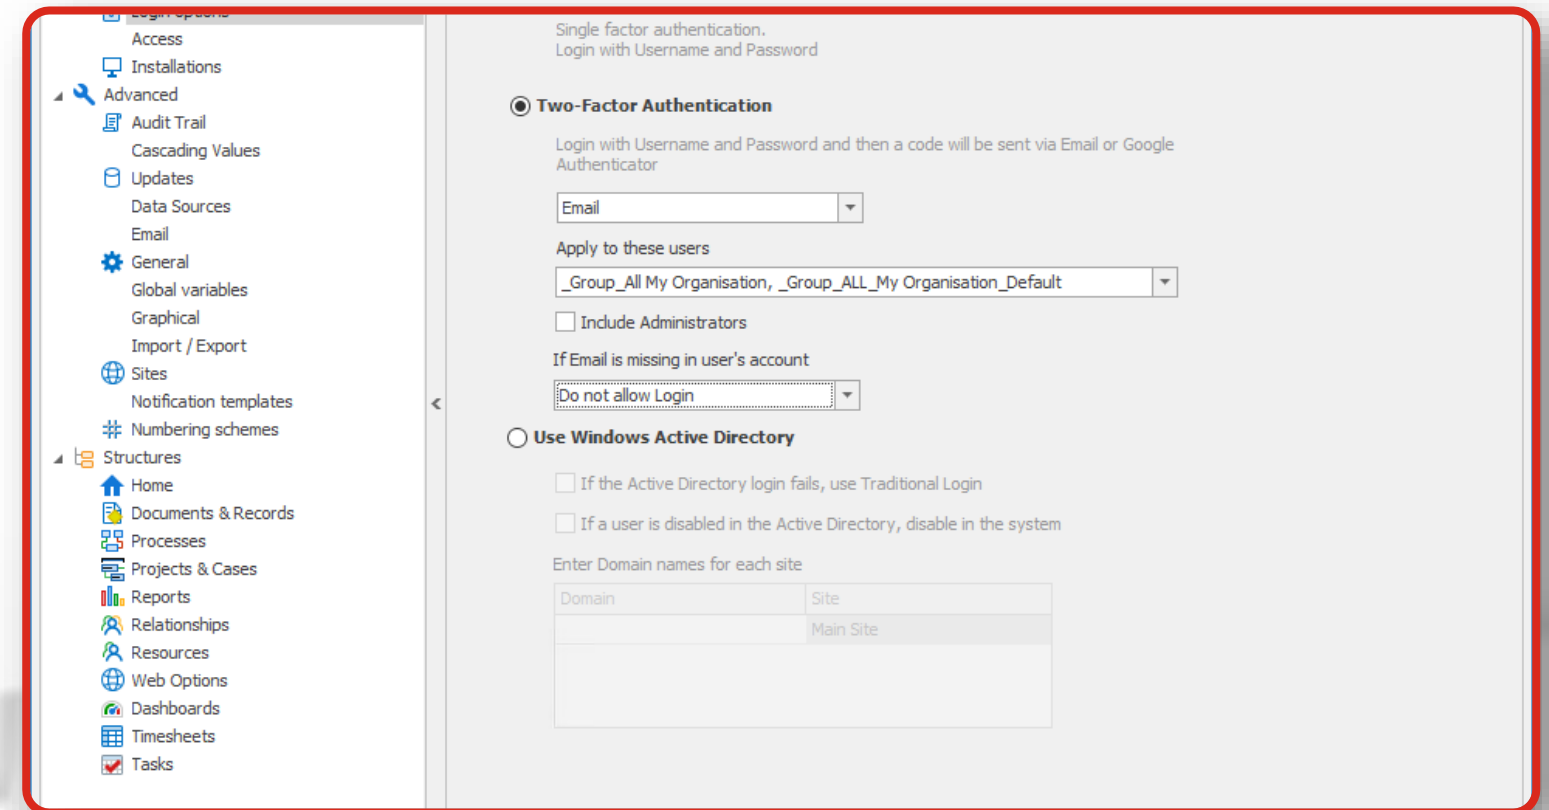 Login options
Access
Installations
Advanced
Audit Trail
Cascading Values
Updates
Data Sources
Email
General
Global variables
Graphical
Import / Export
Sites
Notification templates
Numbering schemes
Structures
Home
Documents & Records
Processes
Projects & Cases
Reports
Relationships
Resources
Web Options
Dashboards
Timesheets
Tasks
<
Single factor authentication.
Login with Username and Password
Two-Factor Authentication
Login with Username and Password and then a code will be sent via Email or Google
Authenticator
Email
Apply to these users
_Group_All My Organisation, _Group_ALL_My Organisation_Default
Include Administrators
If Email is missing in user's account
Do not allow Login
Use Windows Active Directory
If the Active Directory login fails, use Traditional Login
If a user is disabled in the Active Directory, disable in the system
Enter Domain names for each site
Domain Site
Main Site